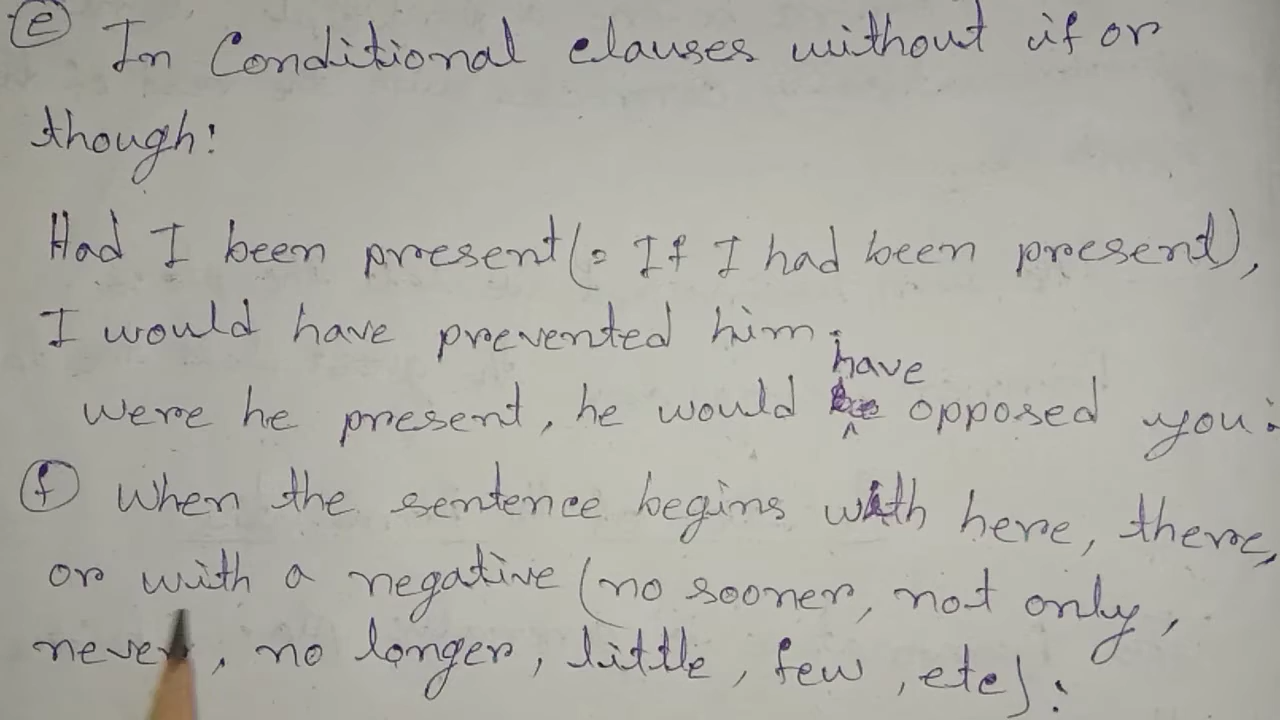 (e) In Conditional clauses without if or
though:
Had I been present (= If I had been present),
I would have prevented him.
have
were he present, he would ^ opposed you.
(f) When the sentence begins with here, there,
or with a negative (no sooner, not only,
never, no longer, little, few, etc):